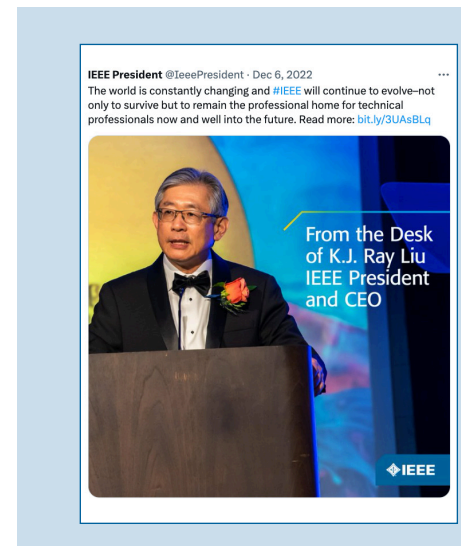 IEEE President @IeeePresident · Dec 6, 2022
The world is constantly changing and #IEEE will continue to evolve–not
only to survive but to remain the professional home for technical
professionals now and well into the future. Read more: bit.ly/3UAsBLq
From the Desk
of K.J. Ray Liu
IEEE President
and CEO
IEEE